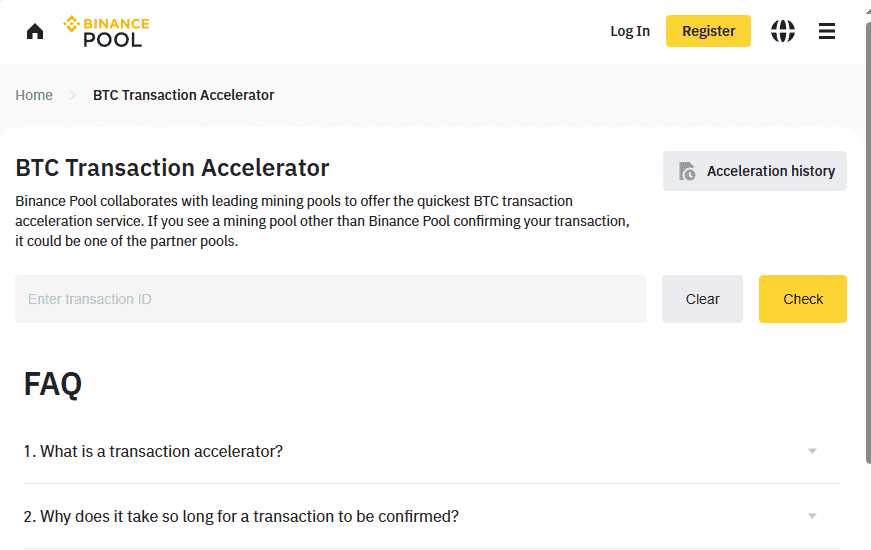 BINANCE
POOL
Log In
Register
Home
BTC Transaction Accelerator
BTC Transaction Accelerator
Acceleration history
Binance Pool collaborates with leading mining pools to offer the quickest BTC transaction
acceleration service. If you see a mining pool other than Binance Pool confirming your transaction,
it could be one of the partner pools.
Enter transaction ID
Clear
Check
FAQ
1. What is a transaction accelerator?
2. Why does it take so long for a transaction to be confirmed?